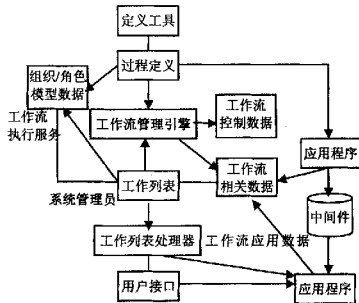 定义工具
过程定义
组织/角色
模型数据
工作流
执行服务
工作流管理引擎
工作流
控制数据
应用程序
工作列表
工作流
相关数据
系统管理员
中间件
工作列表处理器
工作流应用数据
用户接口
应用程序